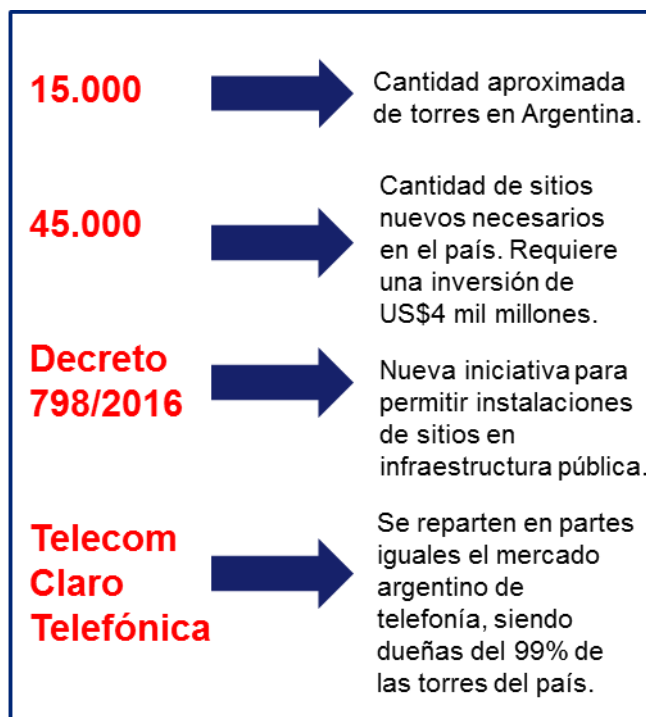 15.000
Cantidad aproximada
de torres en Argentina.
45.000
Cantidad de sitios
nuevos necesarios
en el país. Requiere
una inversión de
US$4 mil millones.
Decreto
798/2016
Nueva iniciativa para
permitir instalaciones
de sitios en
infraestructura pública.
Telecom
Claro
Telefónica
Se reparten en partes
iguales el mercado
argentino de
telefonía, siendo
dueñas del 99% de
las torres del país.